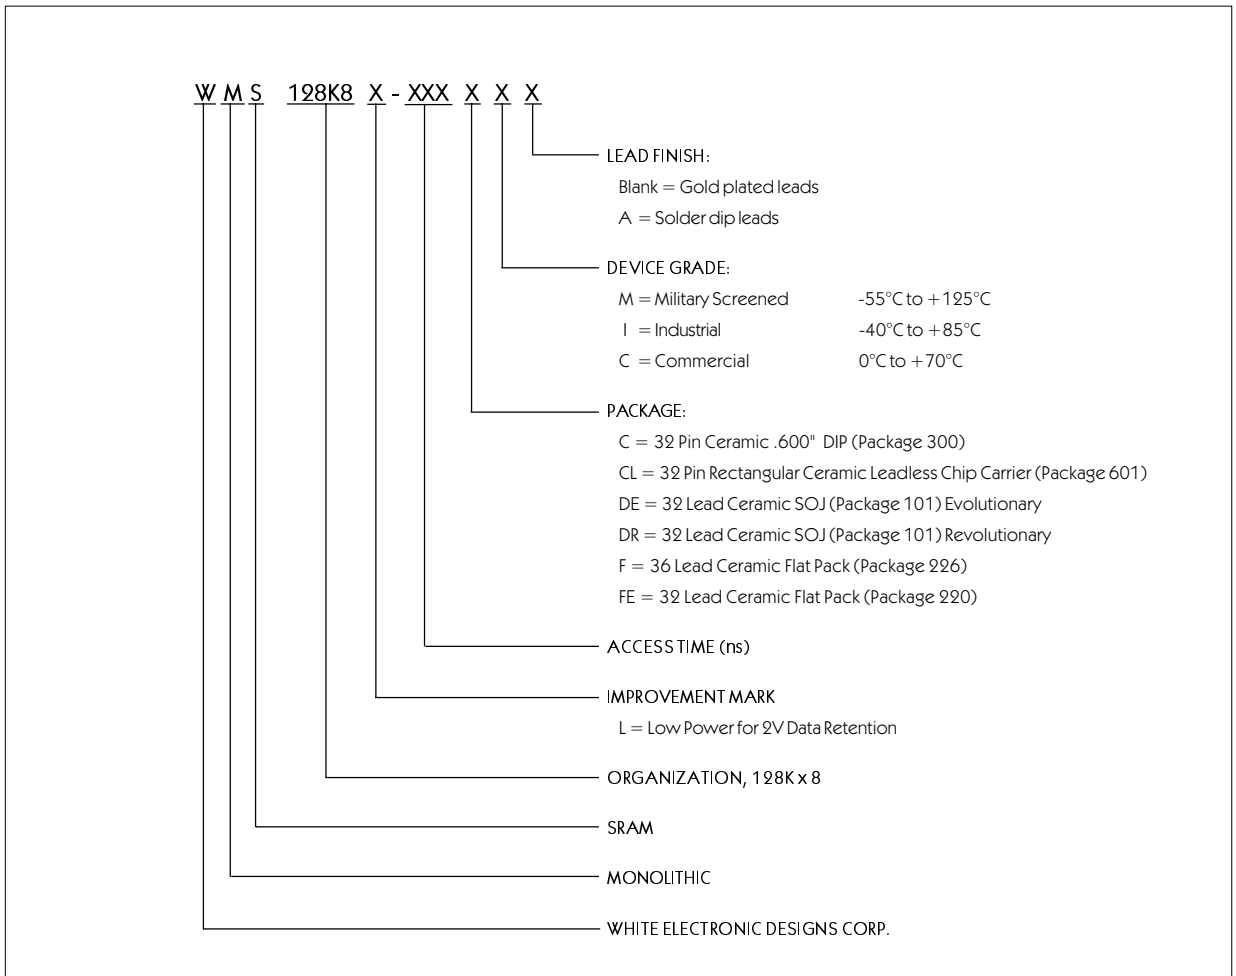 W M S 128K8 X - XXX X X X
LEAD FINISH:
Blank = Gold plated leads
A = Solder dip leads
DEVICE GRADE:
M = Military Screened -55°C to +125°C
I = Industrial -40°C to +85°C
C = Commercial 0°C to +70°C
PACKAGE:
C = 32 Pin Ceramic .600" DIP (Package 300)
CL = 32 Pin Rectangular Ceramic Leadless Chip Carrier (Package 601)
DE = 32 Lead Ceramic SOJ (Package 101) Evolutionary
DR = 32 Lead Ceramic SOJ (Package 101) Revolutionary
F = 36 Lead Ceramic Flat Pack (Package 226)
FE = 32 Lead Ceramic Flat Pack (Package 220)
ACCESS TIME (ns)
IMPROVEMENT MARK
L = Low Power for 2V Data Retention
ORGANIZATION, 128K x 8
SRAM
MONOLITHIC
WHITE ELECTRONIC DESIGNS CORP.